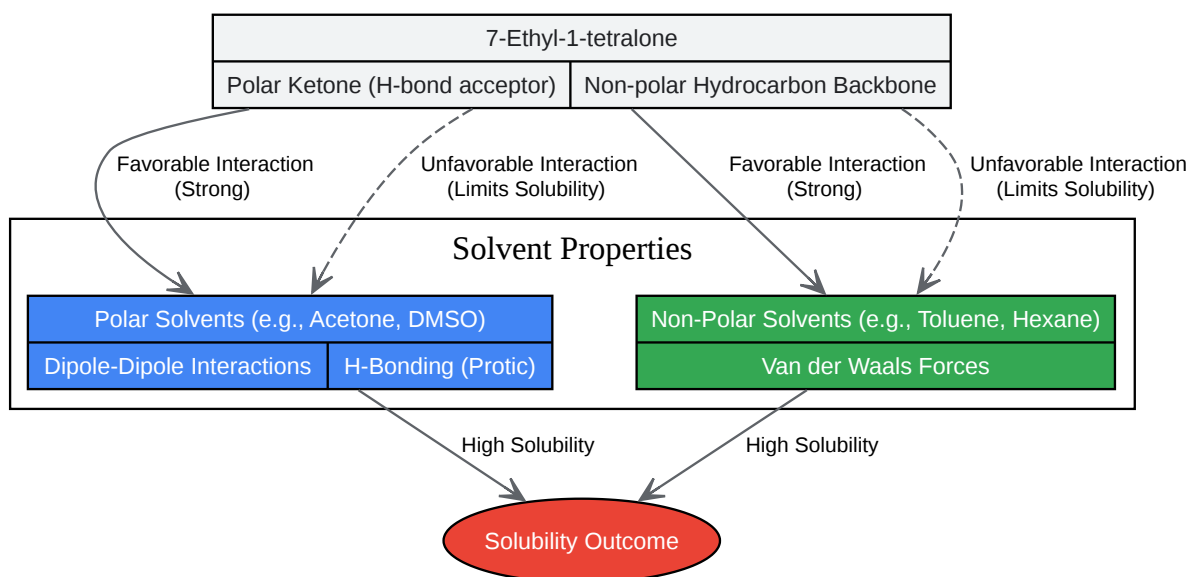 7-Ethyl-1-tetralone
Polar Ketone (H-bond acceptor)
Non-polar Hydrocarbon Backbone
Favorable Interaction
(Strong)
Unfavorable Interaction
(Limits Solubility)
Favorable Interaction
(Strong)
Unfavorable Interaction
(Limits Solubility)
Solvent Properties
Polar Solvents (e.g., Acetone, DMSO)
Dipole-Dipole Interactions
H-Bonding (Protic)
Non-Polar Solvents (e.g., Toluene, Hexane)
Van der Waals Forces
High Solubility
High Solubility
Solubility Outcome